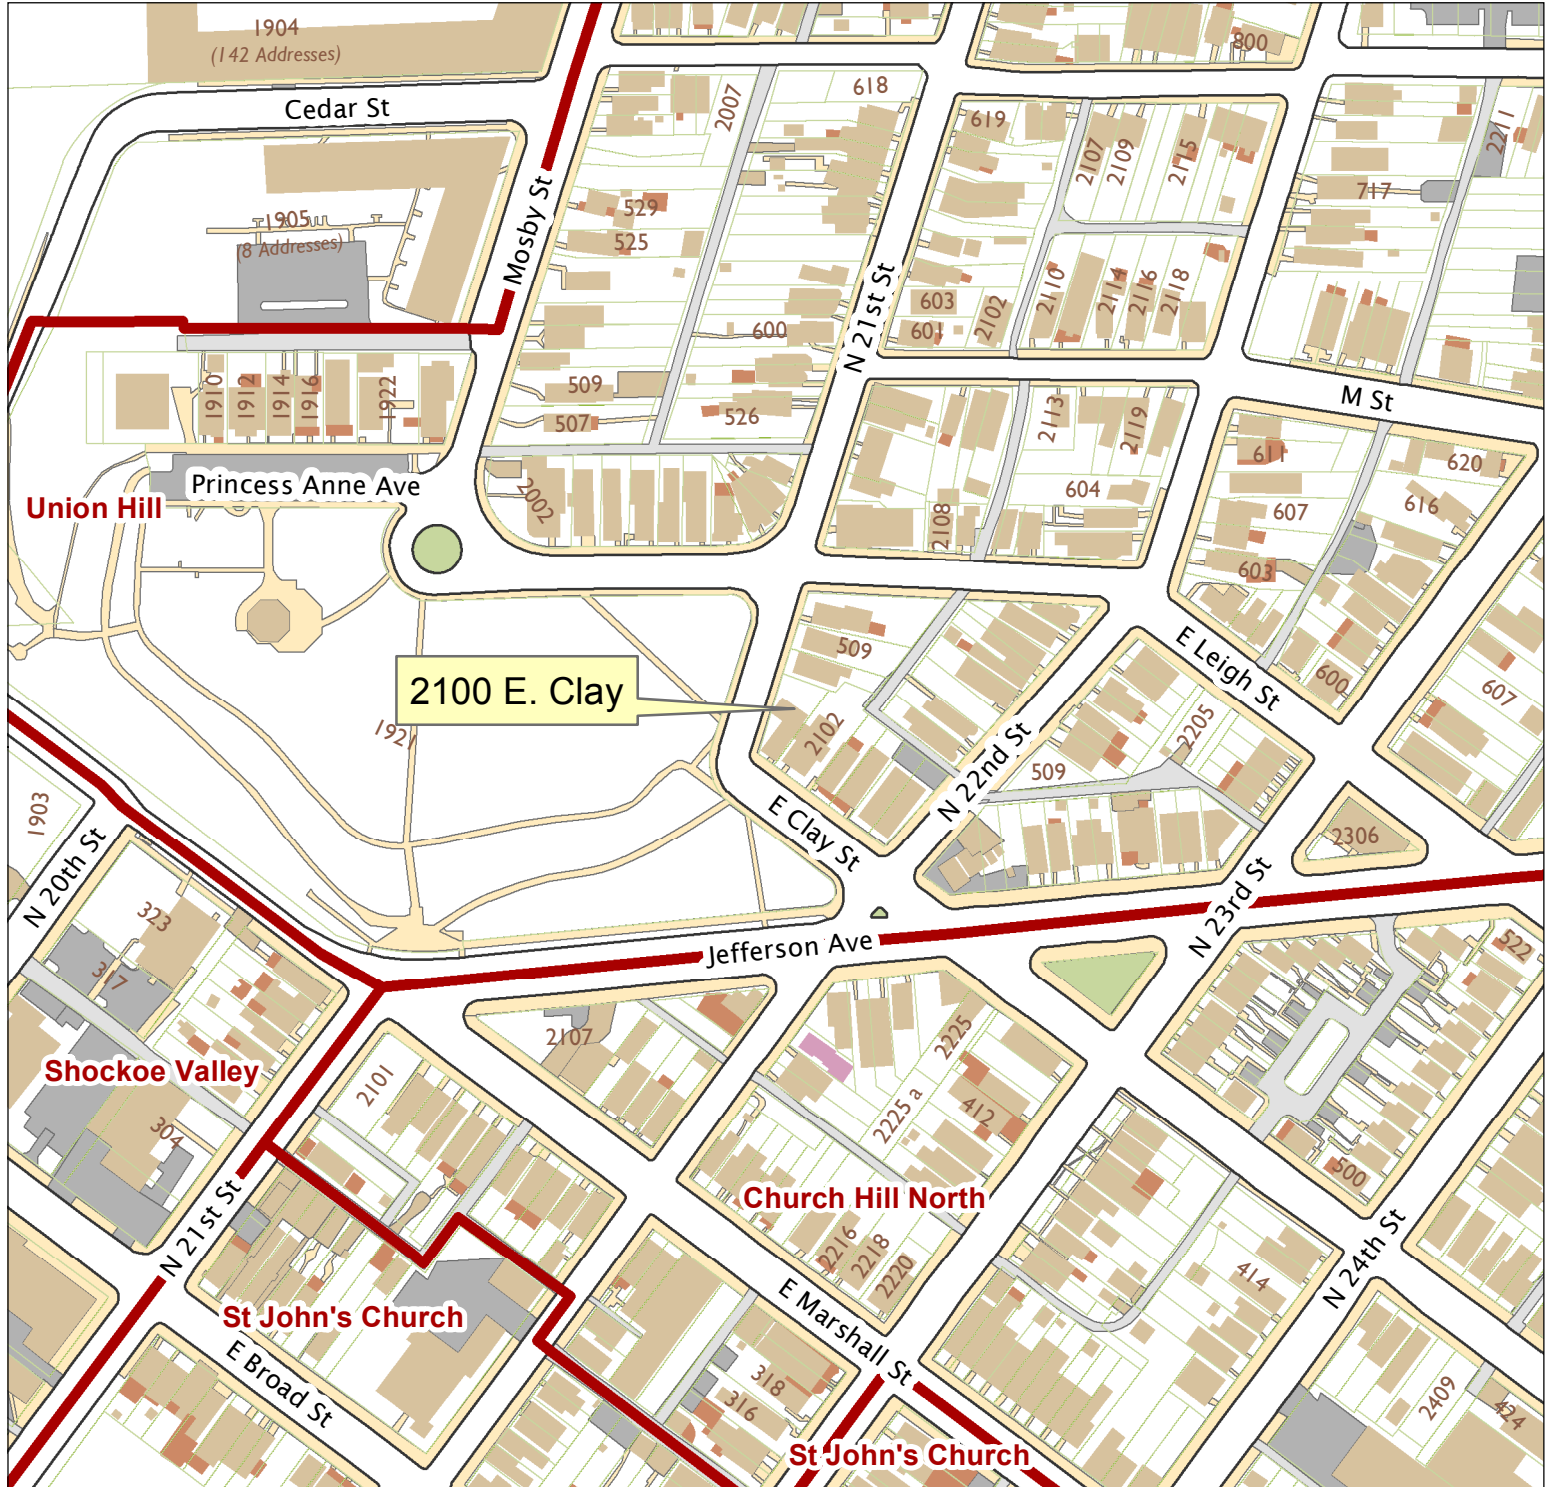 1904
(142 Addresses)
800
Cedar St
2007
618
619
2107
2109
2115
2211
717
1905
(8 Addresses)
529
525
Mosby St
N 21st St
603
601
2102
2110
2114
2116
2118
600
M St
1910
1912
1914
1916
1922
509
507
526
2113
2119
611
620
Princess Anne Ave
Union Hill
2002
2108
604
607
616
603
509
E Leigh St
600
607
2100 E. Clay
1921
2102
2205
N 22nd St
509
E Clay St
2306
1903
N 20th St
N 23rd St
323
317
Jefferson Ave
522
2107
2225
Shockoe Valley
2101
2225 a
412
304
500
Church Hill North
N 21st St
2216
2218
2220
N 24th St
414
St John's Church
E Marshall St
E Broad St
318
316
2409
424
St John's Church